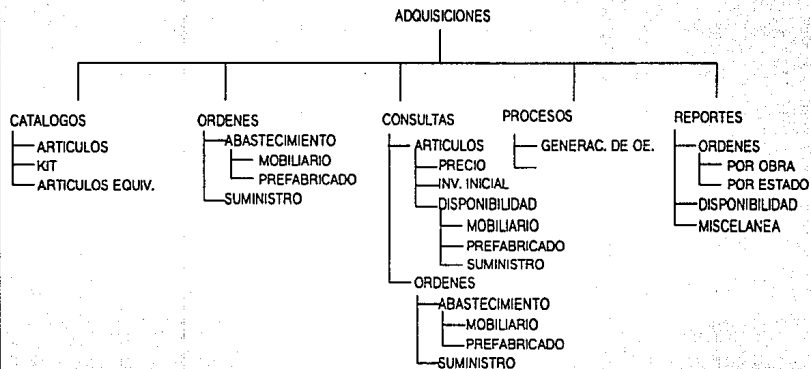 ADQUISICIONES
CATALOGOS
ARTICULOS
KIT
ARTICULOS EQUIV.
ORDENES
ABASTECIMIENTO
MOBILIARIO
PREFABRICADO
SUMINISTRO
CONSULTAS
ARTICULOS
PRECIO
INV. INICIAL
DISPONIBILIDAD
MOBILIARIO
PREFABRICADO
SUMINISTRO
ORDENES
ABASTECIMIENTO
MOBILIARIO
PREFABRICADO
SUMINISTRO
PROCESOS
GENERAC. DE OE.
REPORTES
ORDENES
POR OBRA
POR ESTADO
DISPONIBILIDAD
MISCELANEA